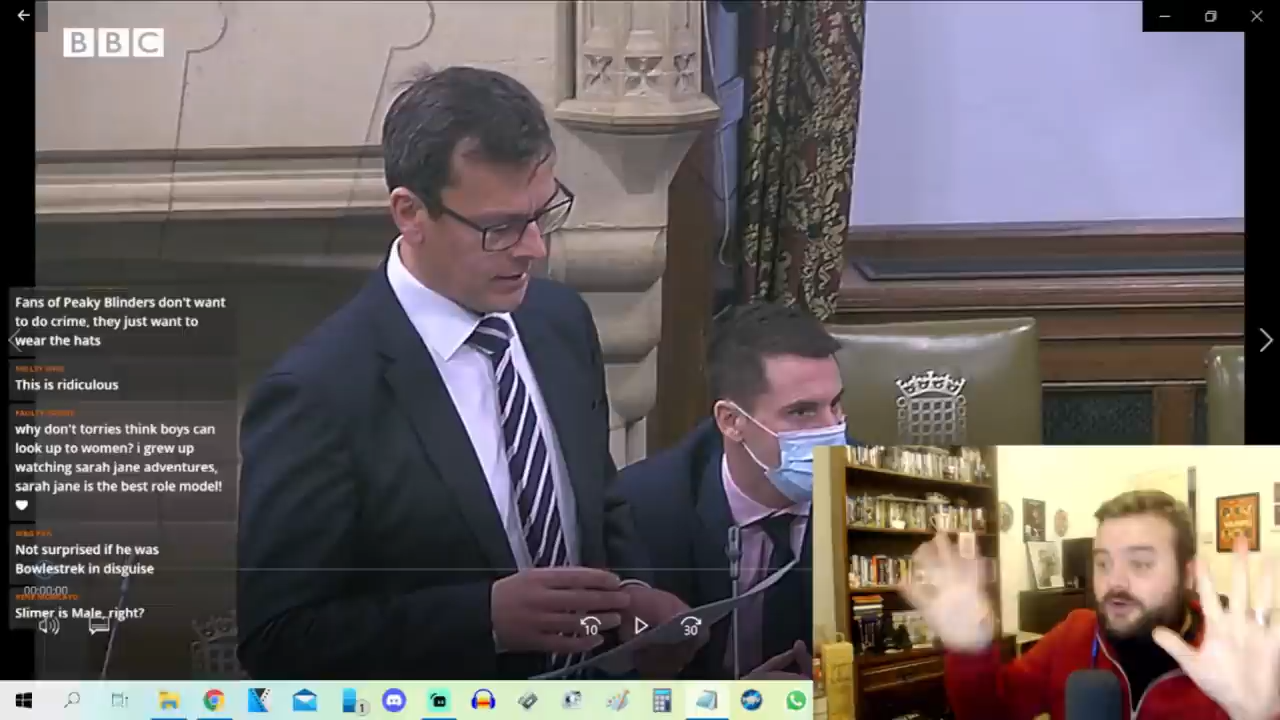 BBC
Fans of Peaky Blinders don't want
to do crime, they just want to
wear the hats
This is ridiculous
why don't torries think boys can
look up to women? i grew up
watching sarah jane adventures,
sarah jane is the best role model!
Not surprised if he was
Bowlestrek in disguise
00:00:00
Slimer is Male, right?
10
30
1